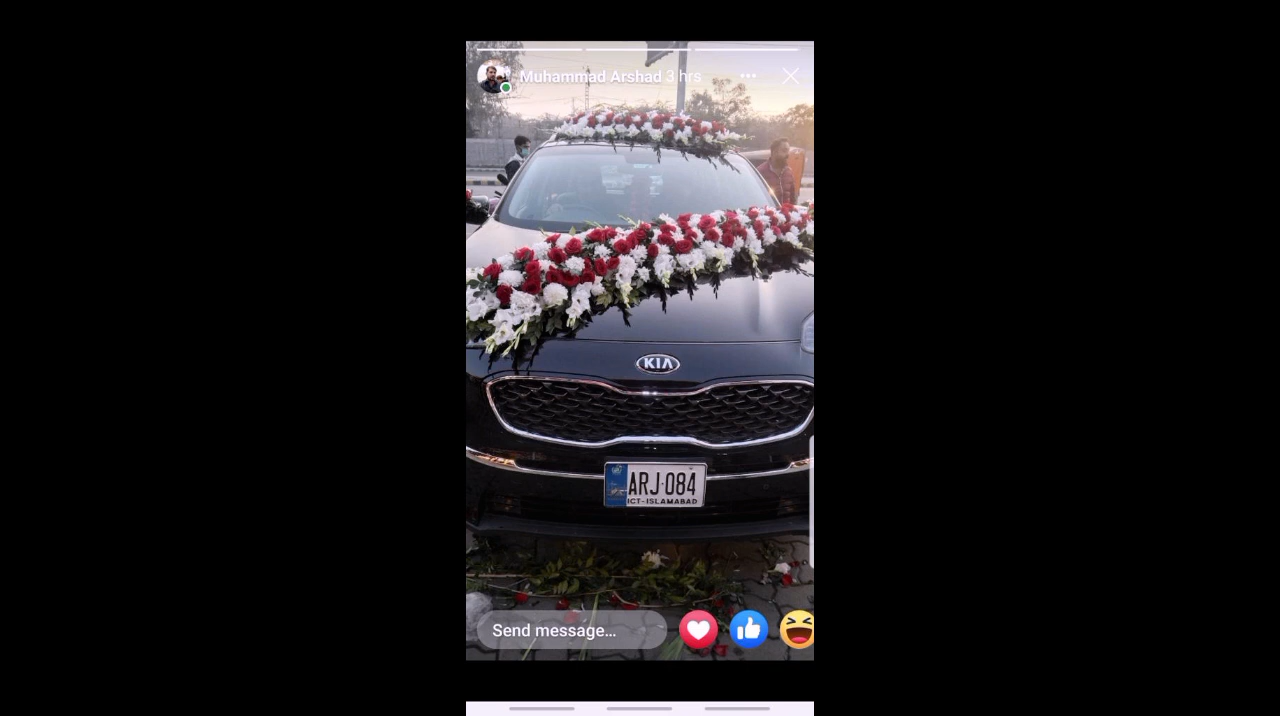 Muhammad Arshad 3 hrs
KIA
ARJ·084
ICT-ISLAMABAD
Send message...